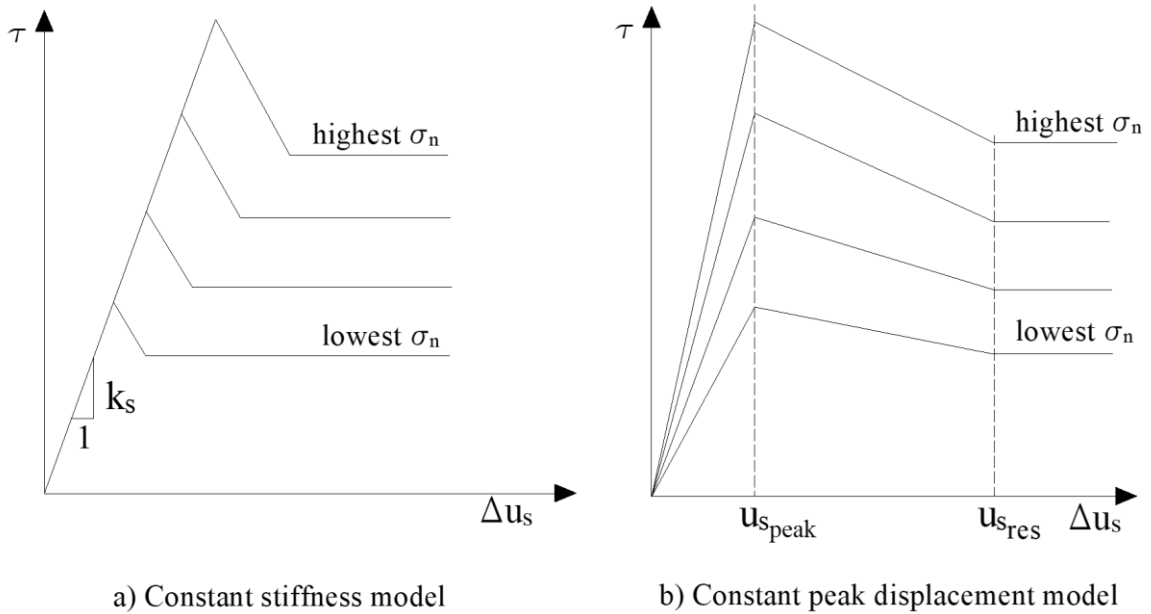 τ
highest σn
lowest σn
ks
1
Δus
a) Constant stiffness model
τ
highest σn
lowest σn
uspeak
usres
Δus
b) Constant peak displacement model